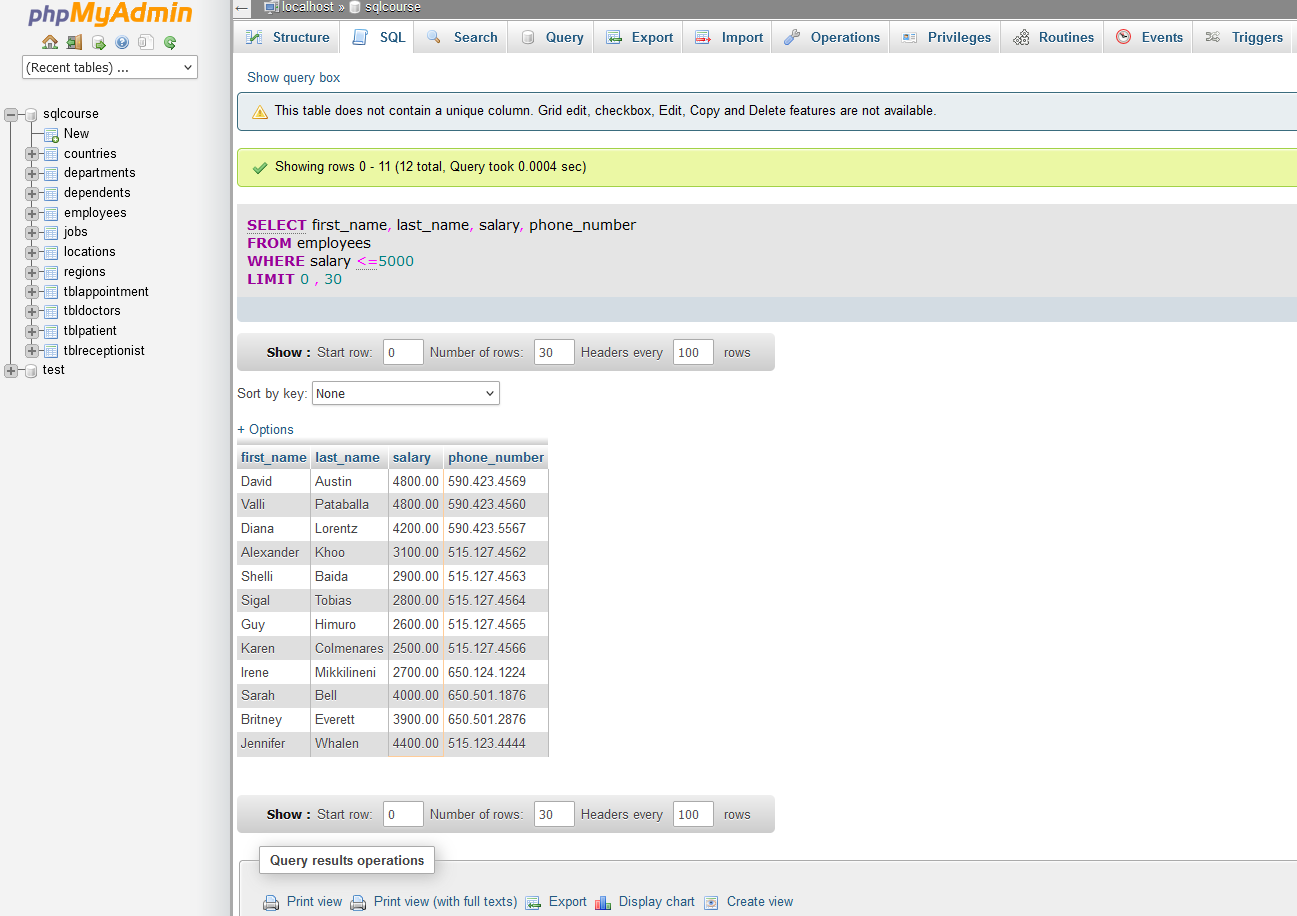 phpMyAdmin
(Recent tables) ...
sqlcourse
New
countries
departments
dependents
employees
jobs
locations
regions
tblappointment
tbldoctors
tblpatient
tblreceptionist
test
localhost » sqlcourse
Structure SQL Search Query Export Import Operations Privileges Routines Events Triggers
Show query box
This table does not contain a unique column. Grid edit, checkbox, Edit, Copy and Delete features are not available.
Showing rows 0 - 11 (12 total, Query took 0.0004 sec)
SELECT first_name, last_name, salary, phone_number
FROM employees
WHERE salary <=5000
LIMIT 0 , 30
Show : Start row: 0 Number of rows: 30 Headers every 100 rows
Sort by key: None
+ Options
first_name last_name salary phone_number
David Austin 4800.00 590.423.4569
Valli Pataballa 4800.00 590.423.4560
Diana Lorentz 4200.00 590.423.5567
Alexander Khoo 3100.00 515.127.4562
Shelli Baida 2900.00 515.127.4563
Sigal Tobias 2800.00 515.127.4564
Guy Himuro 2600.00 515.127.4565
Karen Colmenares 2500.00 515.127.4566
Irene Mikkilineni 2700.00 650.124.1224
Sarah Bell 4000.00 650.501.1876
Britney Everett 3900.00 650.501.2876
Jennifer Whalen 4400.00 515.123.4444
Show : Start row: 0 Number of rows: 30 Headers every 100 rows
Query results operations
Print view Print view (with full texts) Export Display chart Create view